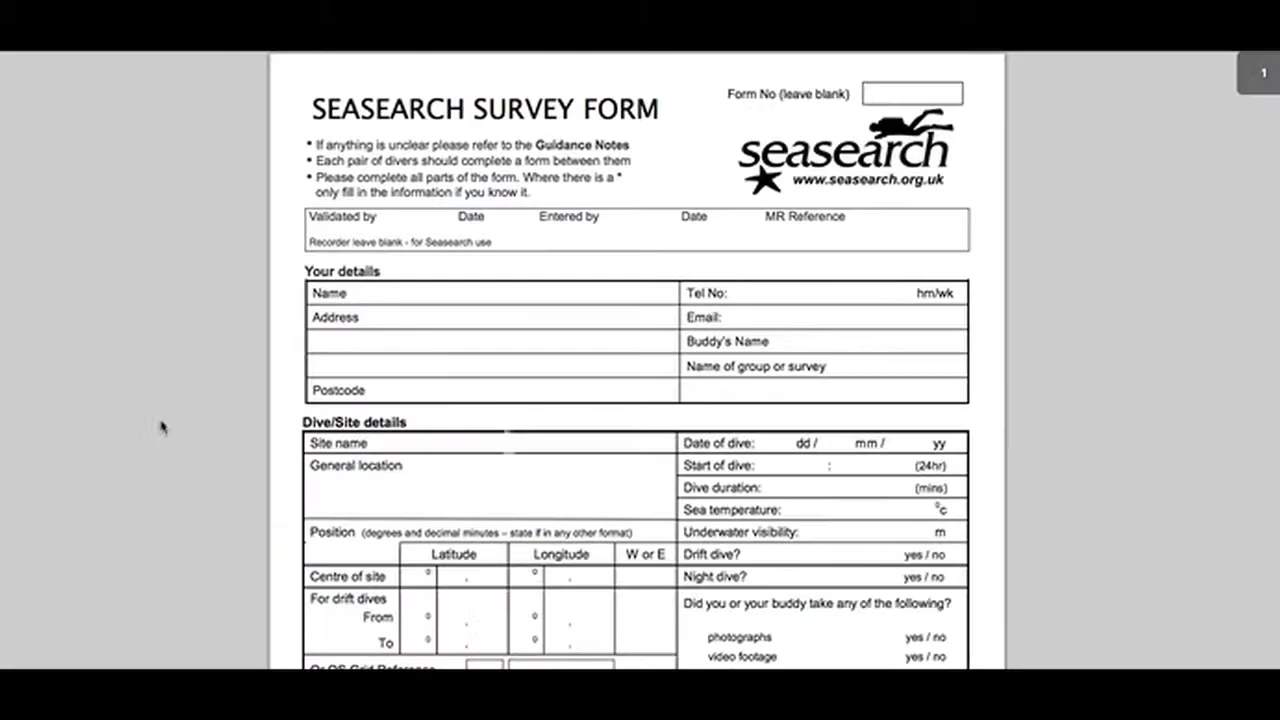 1
Form No (leave blank)
SEASEARCH SURVEY FORM
• If anything is unclear please refer to the Guidance Notes
• Each pair of divers should complete a form between them
• Please complete all parts of the form. Where there is a *
only fill in the information if you know it.
seasearch
www.seasearch.org.uk
Validated by Date Entered by Date MR Reference
Recorder leave blank - for Seasearch use
Your details
Name Tel No: hm/wk
Address Email:
Buddy's Name
Name of group or survey
Postcode
Dive/Site details
Site name Date of dive: dd / mm / yy
General location Start of dive: : (24hr)
Dive duration: (mins)
Sea temperature: °c
Position (degrees and decimal minutes – state if in any other format) Underwater visibility: m
Latitude Longitude W or E Drift dive? yes / no
Centre of site ° . ° . Night dive? yes / no
For drift dives Did you or your buddy take any of the following?
From ° . ° .
photographs yes / no
To ° . ° .
video footage yes / no
Or OS Grid Reference